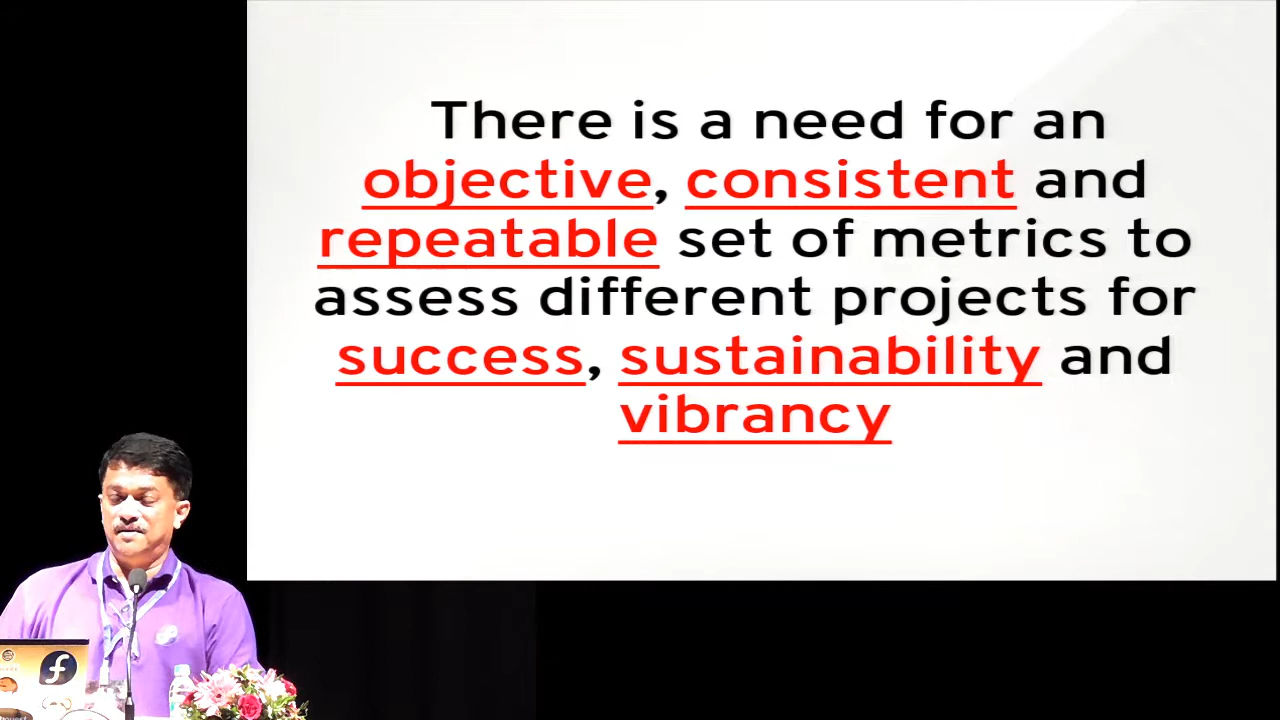 There is a need for an
objective, consistent and
repeatable set of metrics to
assess different projects for
success, sustainability and
vibrancy